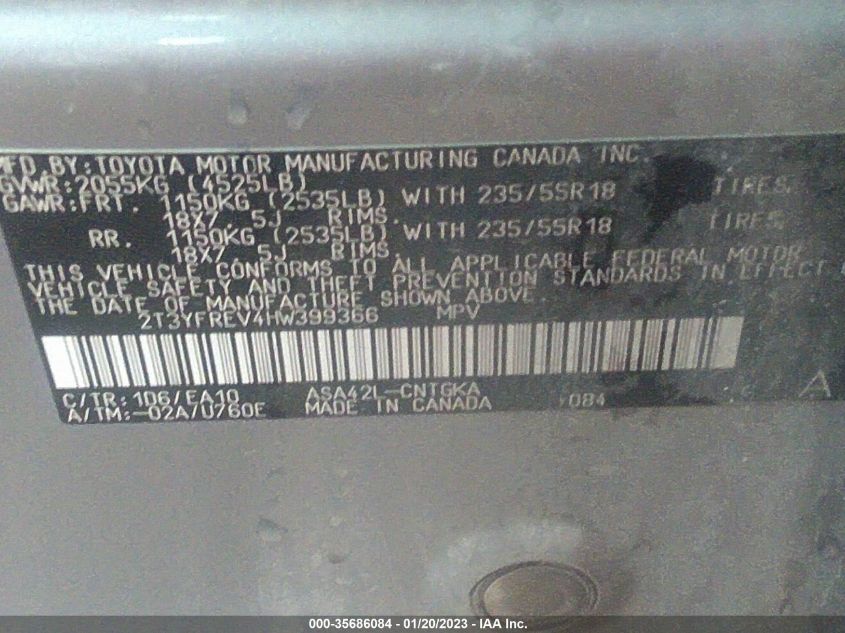 MFD. BY: TOYOTA MOTOR MANUFACTURING CANADA INC.
GVWR: 2055KG (4525LB)
GAWR: FRT. 1150KG (2535LB) WITH 235/55R18 TIRES,
18X7 .5J RIMS.
RR. 1150KG (2535LB) WITH 235/55R18 TIRES,
18X7 .5J RIMS
THIS VEHICLE CONFORMS TO ALL APPLICABLE FEDERAL MOTOR
VEHICLE SAFETY AND THEFT PREVENTION STANDARDS IN EFFECT
THE DATE OF MANUFACTURE SHOWN ABOVE.
2T3YFREV4HW399366 MPV
C/TR: 1D6/EA10 ASA42L-CNTGKA 084
A/TM:-02A/U760E MADE IN CANADA A
000-35686084 / 01/20/2023 - IAA Inc.